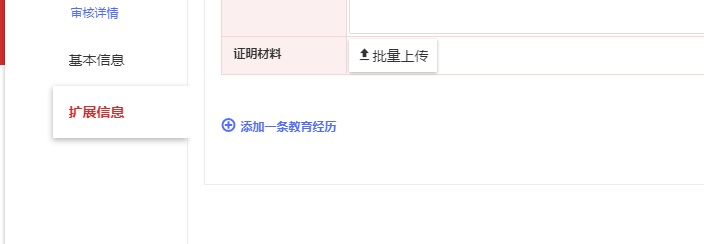 审核详情
基本信息
扩展信息
证明材料
批量上传
添加一条教育经历